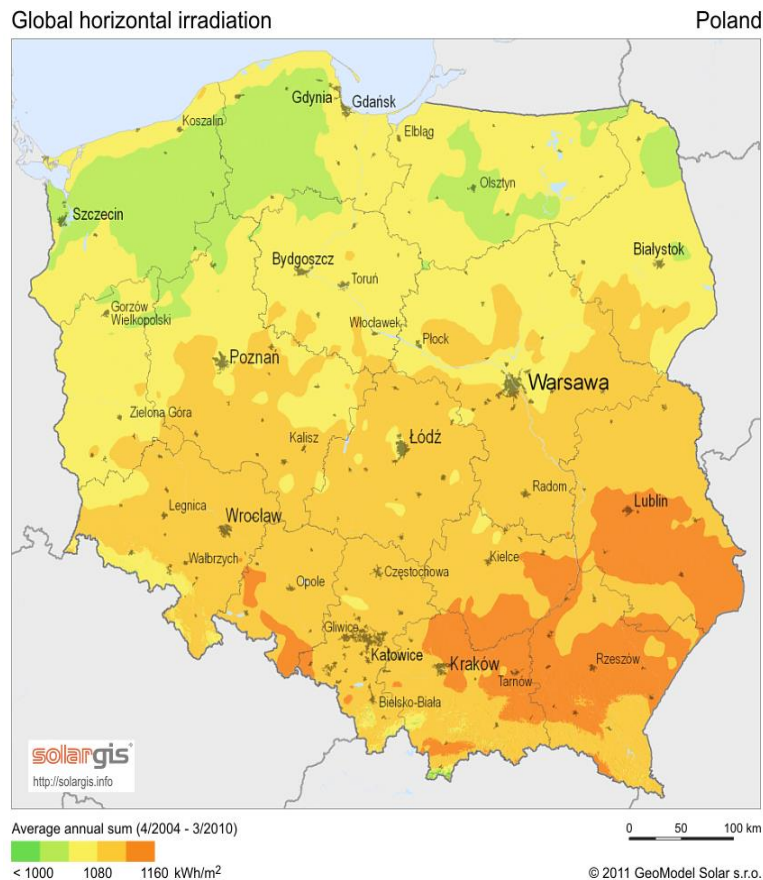 Global horizontal irradiation
Poland
Gdynia
Gdańsk
Koszalin
Elbląg
Olsztyn
Szczecin
Białystok
Bydgoszcz
Toruń
Gorzów
Wielkopolski
Włocławek
Płock
Poznań
Warsawa
Zielona Góra
Kalisz
Łódź
Radom
Lublin
Legnica
Wrocław
Wałbrzych
Kielce
Opole
Częstochowa
Gliwice
Katowice
Kraków
Tarnów
Rzeszów
Bielsko-Biała
solargis®
http://solargis.info
Average annual sum (4/2004 - 3/2010)
0 50 100 km
< 1000 1080 1160 kWh/m²
© 2011 GeoModel Solar s.r.o.